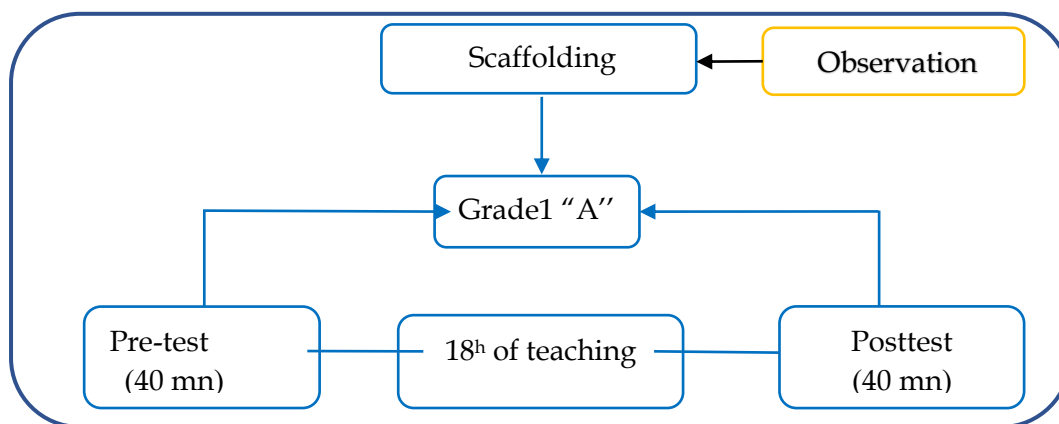 Scaffolding
Observation
Grade1 “A’’
Pre-test
(40 mn)
18ʰ of teaching
Posttest
(40 mn)